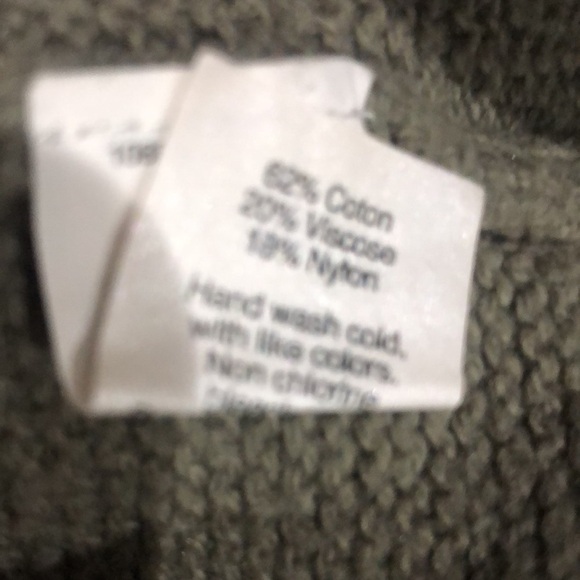 62% Coton
20% Viscose
18% Nylon
Hand wash cold,
with like colors.
Non chlorine